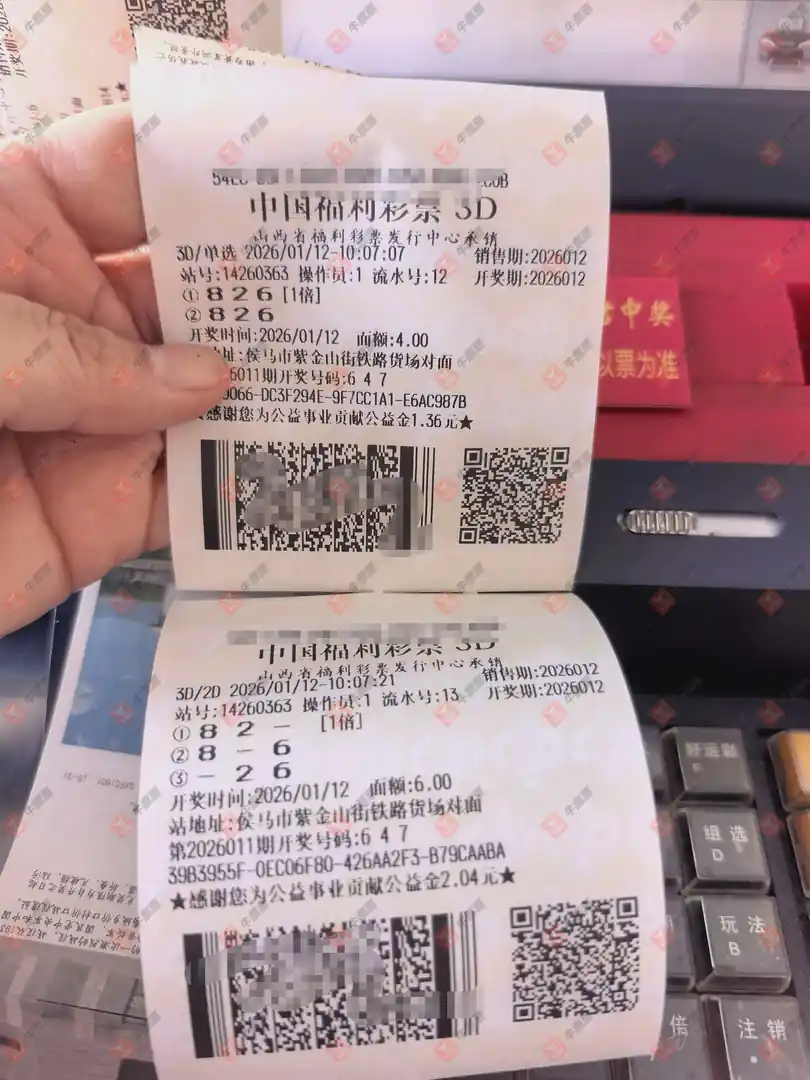 中国福利彩票 3D
山西省福利彩票发行中心承销
3D/单选 2026/01/12-10:07:07 销售期:2026012
站号:14260363 操作员:1 流水号:12 开奖期:2026012
① 8 2 6 [1倍]
② 8 2 6
开奖时间:2026/01/12 面额:4.00
址:侯马市紫金山街铁路货场对面
6011期开奖号码:6 4 7
0066-DC3F294E-9F7CC1A1-E6AC987B
★感谢您为公益事业贡献公益金1.36元★
中国福利彩票 3D
山西省福利彩票发行中心承销
3D/2D 2026/01/12-10:07:21 销售期:2026012
站号:14260363 操作员:1 流水号:13 开奖期:2026012
① 8 2 - [1倍]
② 8 - 6
③ - 2 6
开奖时间:2026/01/12 面额:6.00
站地址:侯马市紫金山街铁路货场对面
第2026011期开奖号码:6 4 7
39B3955F-0EC06F80-426AA2F3-B79CAABA
★感谢您为公益事业贡献公益金2.04元★
中奖
以票为准
好运彩
F
组选
D
玩法
B
倍
注销
牛彩网